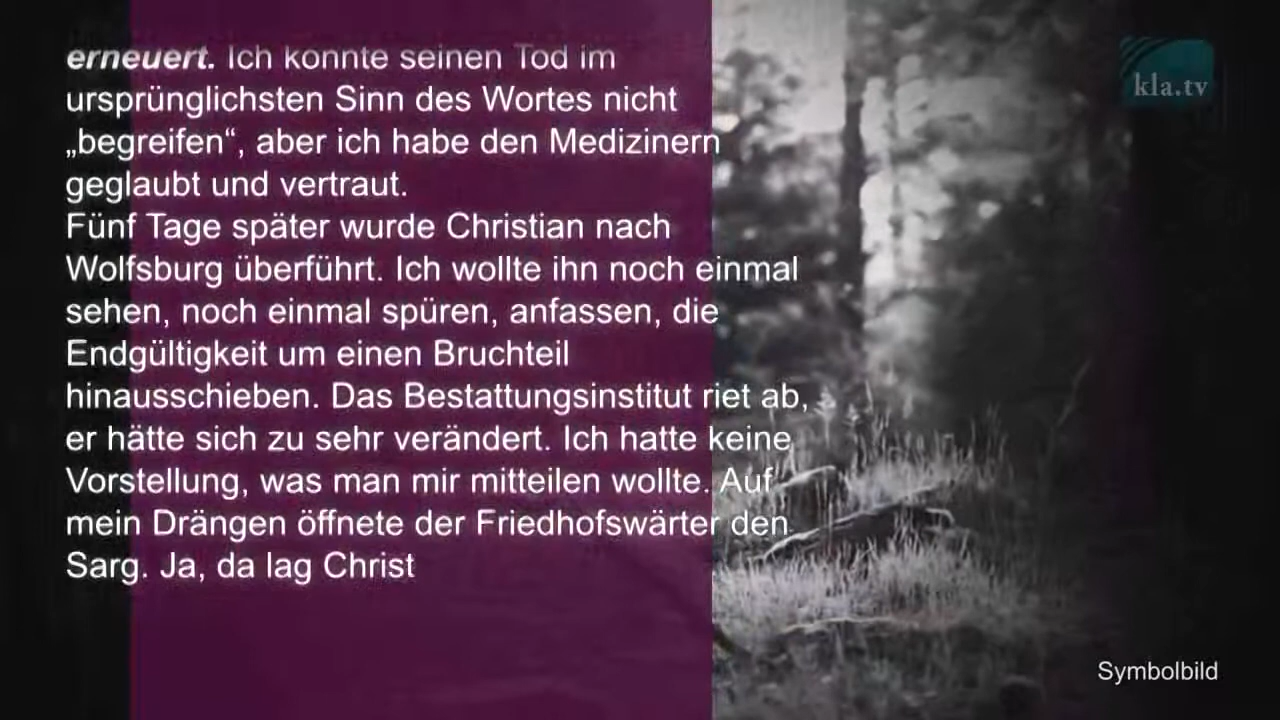 erneuert. Ich konnte seinen Tod im
ursprünglichsten Sinn des Wortes nicht
„begreifen“, aber ich habe den Medizinern
geglaubt und vertraut.
Fünf Tage später wurde Christian nach
Wolfsburg überführt. Ich wollte ihn noch einmal
sehen, noch einmal spüren, anfassen, die
Endgültigkeit um einen Bruchteil
hinausschieben. Das Bestattungsinstitut riet ab,
er hätte sich zu sehr verändert. Ich hatte keine
Vorstellung, was man mir mitteilen wollte. Auf
mein Drängen öffnete der Friedhofswärter den
Sarg. Ja, da lag Christ
kla.tv
Symbolbild